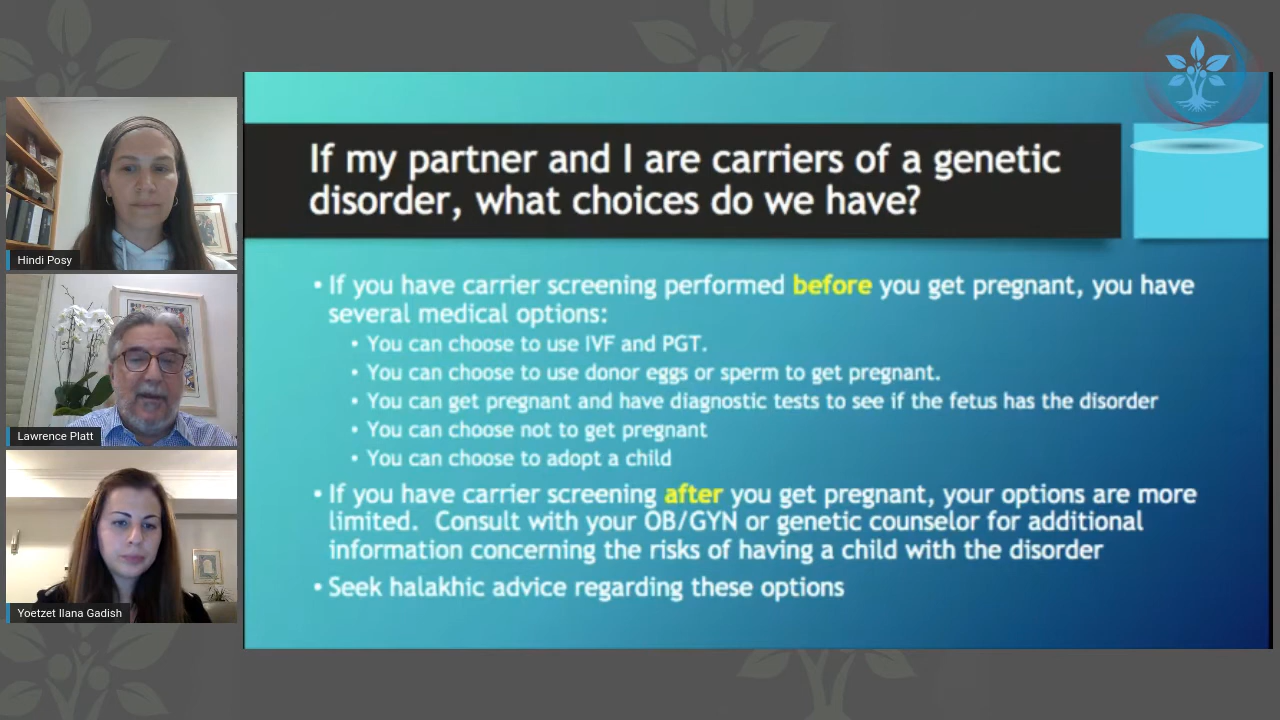 Hindi Posy
Lawrence Platt
Yoetzet Ilana Gadish
If my partner and I are carriers of a genetic
disorder, what choices do we have?
• If you have carrier screening performed before you get pregnant, you have
several medical options:
• You can choose to use IVF and PGT.
• You can choose to use donor eggs or sperm to get pregnant.
• You can get pregnant and have diagnostic tests to see if the fetus has the disorder
• You can choose not to get pregnant
• You can choose to adopt a child
• If you have carrier screening after you get pregnant, your options are more
limited. Consult with your OB/GYN or genetic counselor for additional
information concerning the risks of having a child with the disorder
• Seek halakhic advice regarding these options